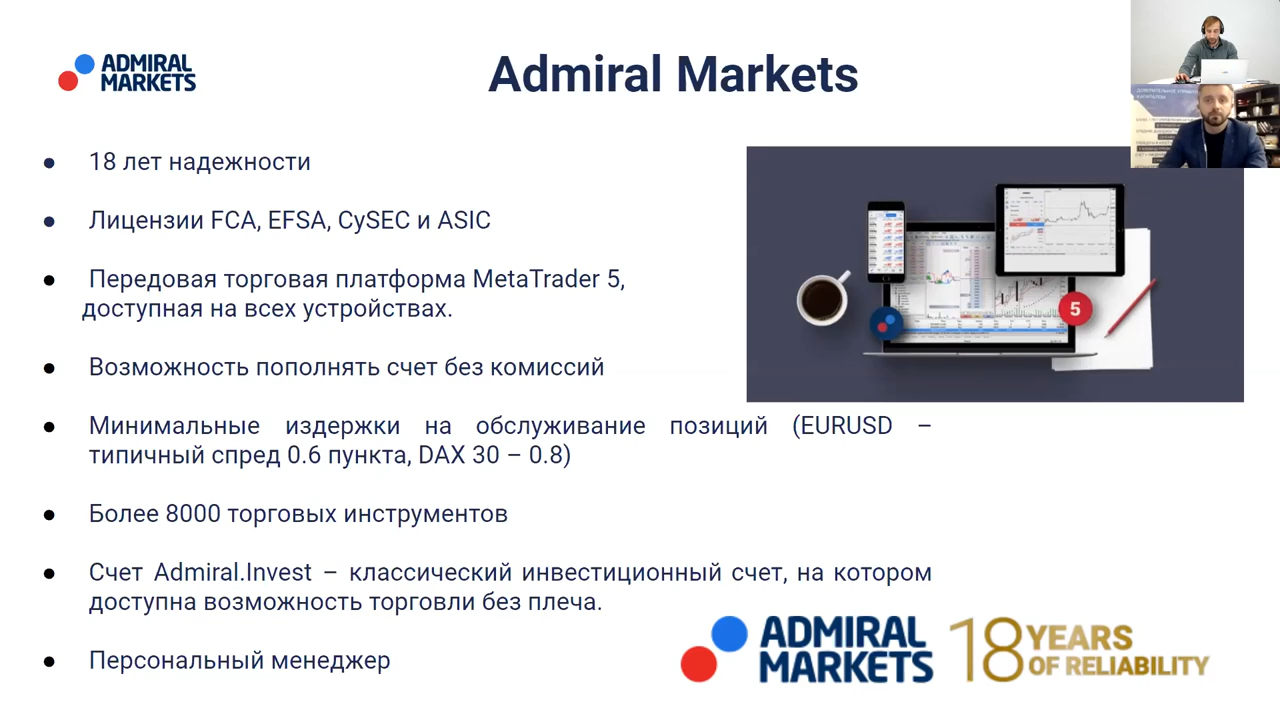 ADMIRAL
MARKETS
Admiral Markets
ДОВЕРИТЕЛЬНОЕ
КАПИТАЛОМ
● 18 лет надежности
● Лицензии FCA, EFSA, CySEC и ASIC
● Передовая торговая платформа MetaTrader 5,
доступная на всех устройствах.
● Возможность пополнять счет без комиссий
● Минимальные издержки на обслуживание позиций (EURUSD –
типичный спред 0.6 пункта, DAX 30 – 0.8)
● Более 8000 торговых инструментов
● Счет Admiral.Invest – классический инвестиционный счет, на котором
доступна возможность торговли без плеча.
● Персональный менеджер
5
ADMIRAL
MARKETS
18 YEARS
OF RELIABILITY